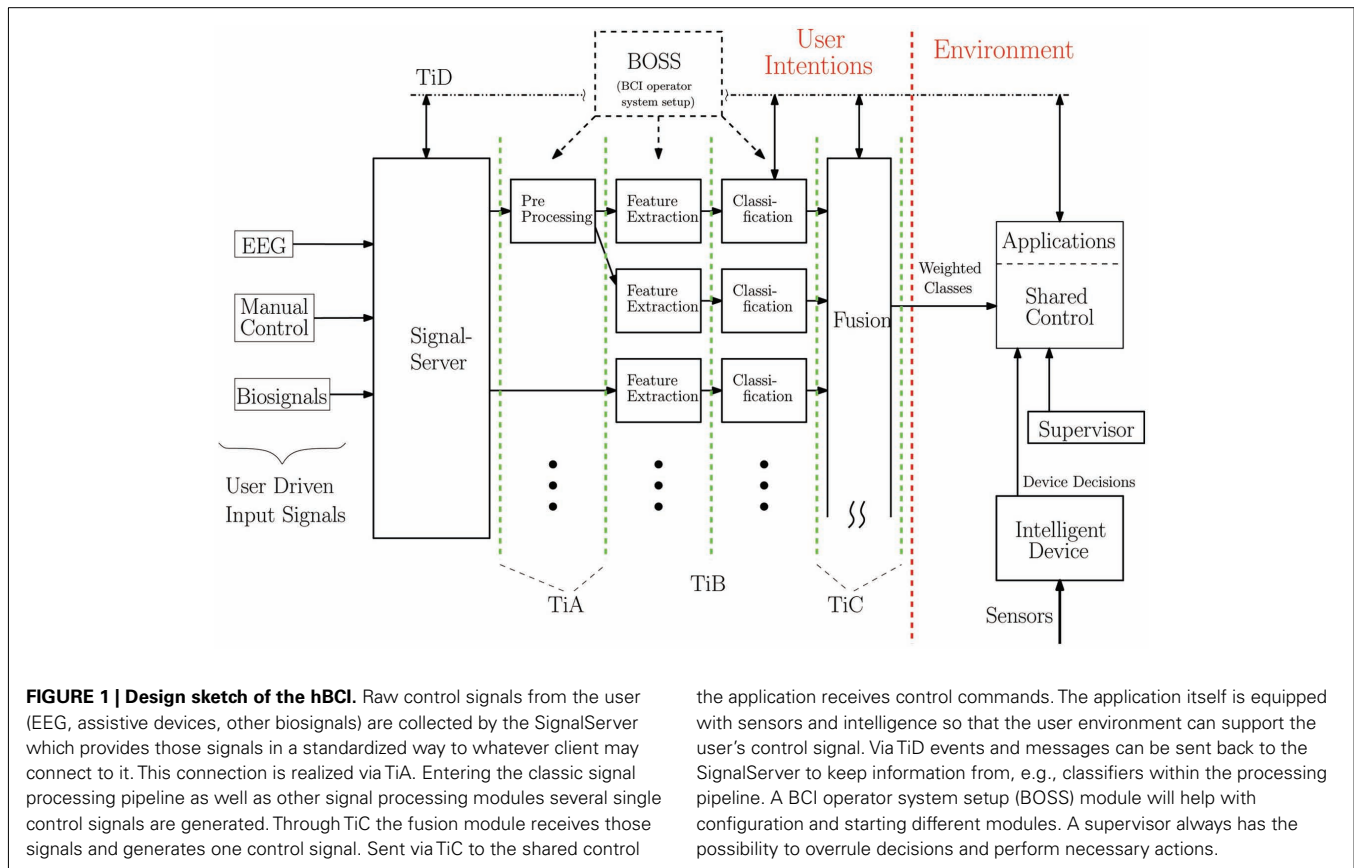 BOSS
(BCI operator
system setup)
User
Intentions
Environment
TiD
Pre
Processing
Feature
Extraction
Classi-
fication
EEG
Manual
Control
Biosignals
Signal-
Server
Feature
Extraction
Classi-
fication
Fusion
Feature
Extraction
Classi-
fication
Weighted
Classes
Applications
Shared
Control
Supervisor
Device Decisions
Intelligent
Device
Sensors
User Driven
Input Signals
TiA
TiB
TiC
FIGURE 1 | Design sketch of the hBCI. Raw control signals from the user
(EEG, assistive devices, other biosignals) are collected by the SignalServer
which provides those signals in a standardized way to whatever client may
connect to it. This connection is realized via TiA. Entering the classic signal
processing pipeline as well as other signal processing modules several single
control signals are generated. Through TiC the fusion module receives those
signals and generates one control signal. Sent via TiC to the shared control
the application receives control commands. The application itself is equipped
with sensors and intelligence so that the user environment can support the
user's control signal. Via TiD events and messages can be sent back to the
SignalServer to keep information from, e.g., classifiers within the processing
pipeline. A BCI operator system setup (BOSS) module will help with
configuration and starting different modules. A supervisor always has the
possibility to overrule decisions and perform necessary actions.